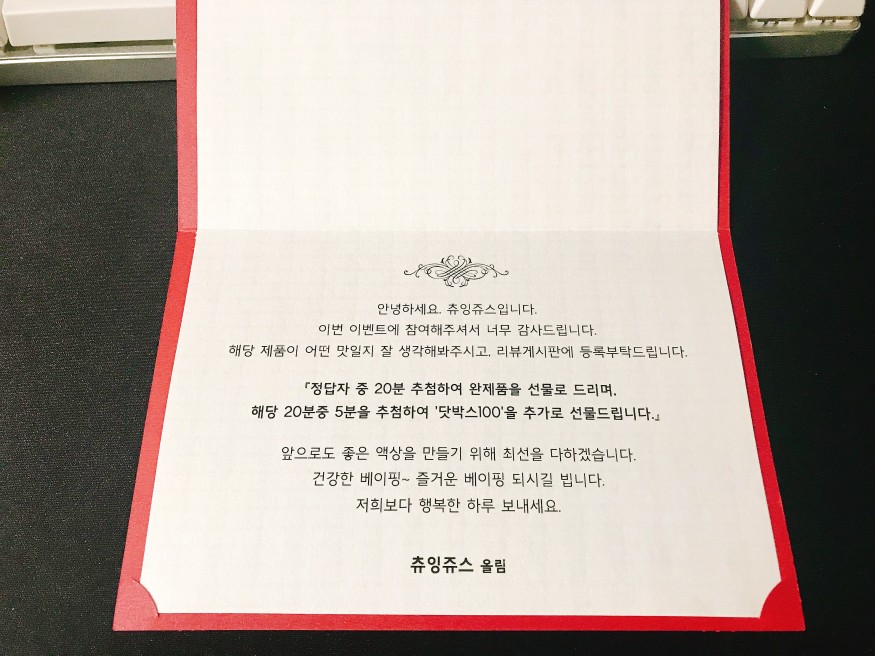 안녕하세요. 츄잉쥬스입니다.
이번 이벤트에 참여해주셔서 너무 감사드립니다.
해당 제품이 어떤 맛일지 잘 생각해봐주시고, 리뷰게시판에 등록부탁드립니다.
『정답자 중 20분 추첨하여 완제품을 선물로 드리며,
해당 20분중 5분을 추첨하여 '닷박스100'을 추가로 선물드립니다.』
앞으로도 좋은 액상을 만들기 위해 최선을 다하겠습니다.
건강한 베이핑~ 즐거운 베이핑 되시길 빕니다.
저희보다 행복한 하루 보내세요.
츄잉쥬스 올림